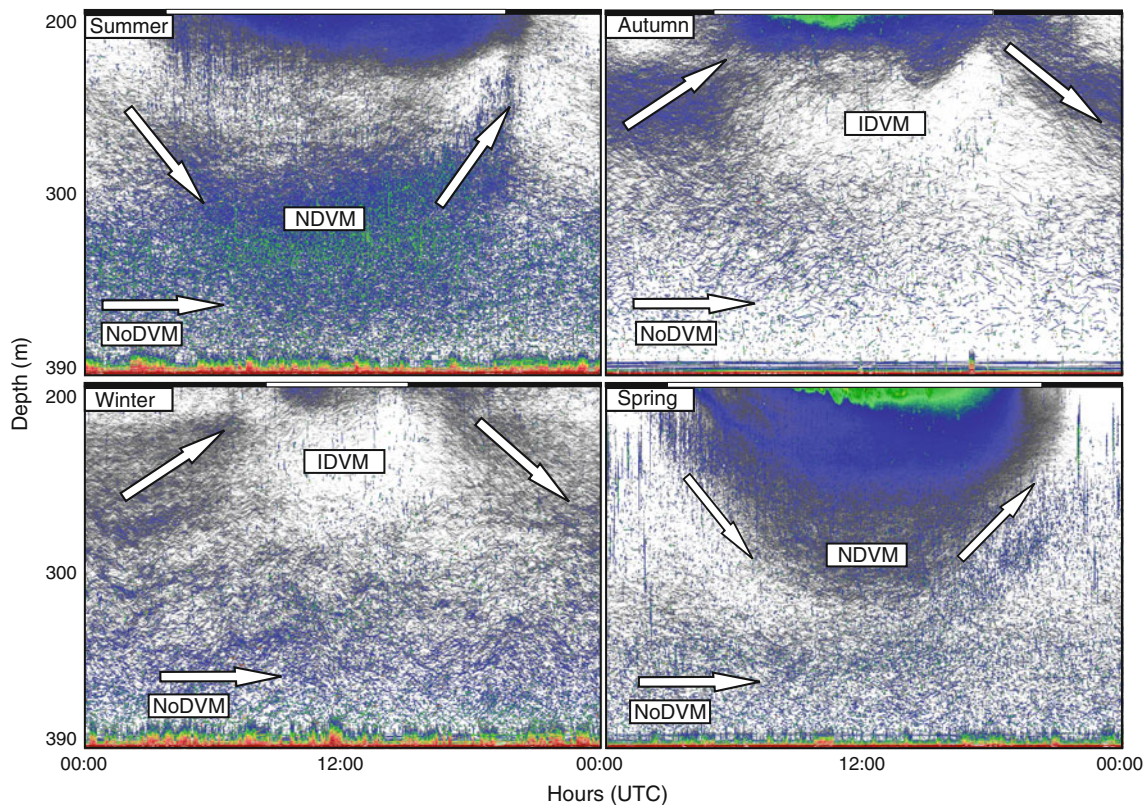 200
Summer
Autumn
IDVM
300
NDVM
NoDVM
NoDVM
390
Depth (m)
200
Winter
Spring
IDVM
NDVM
300
NoDVM
NoDVM
390
00:00
12:00
00:00
12:00
00:00
Hours (UTC)